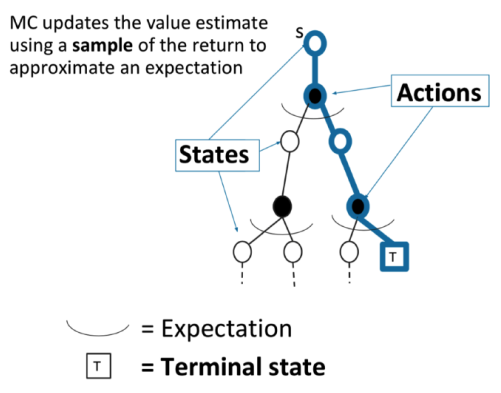 MC updates the value estimate
using a sample of the return to
approximate an expectation
S
Actions
States
T
= Expectation
T = Terminal state